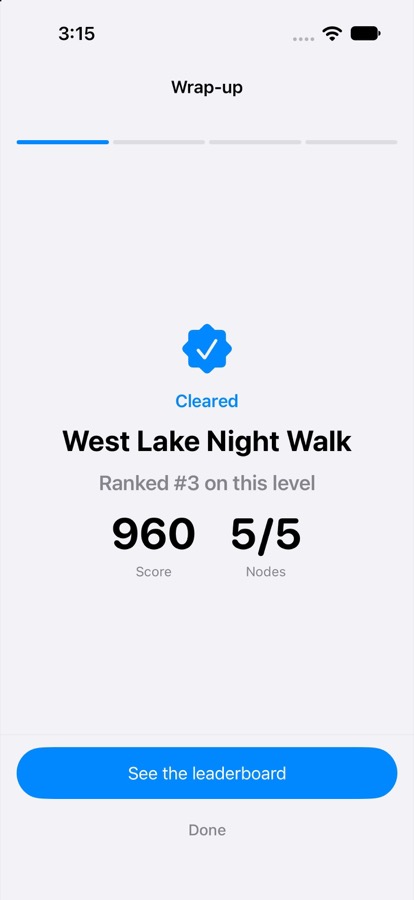 3:15
Wrap-up
Cleared
West Lake Night Walk
Ranked #3 on this level
960 5/5
Score Nodes
See the leaderboard
Done